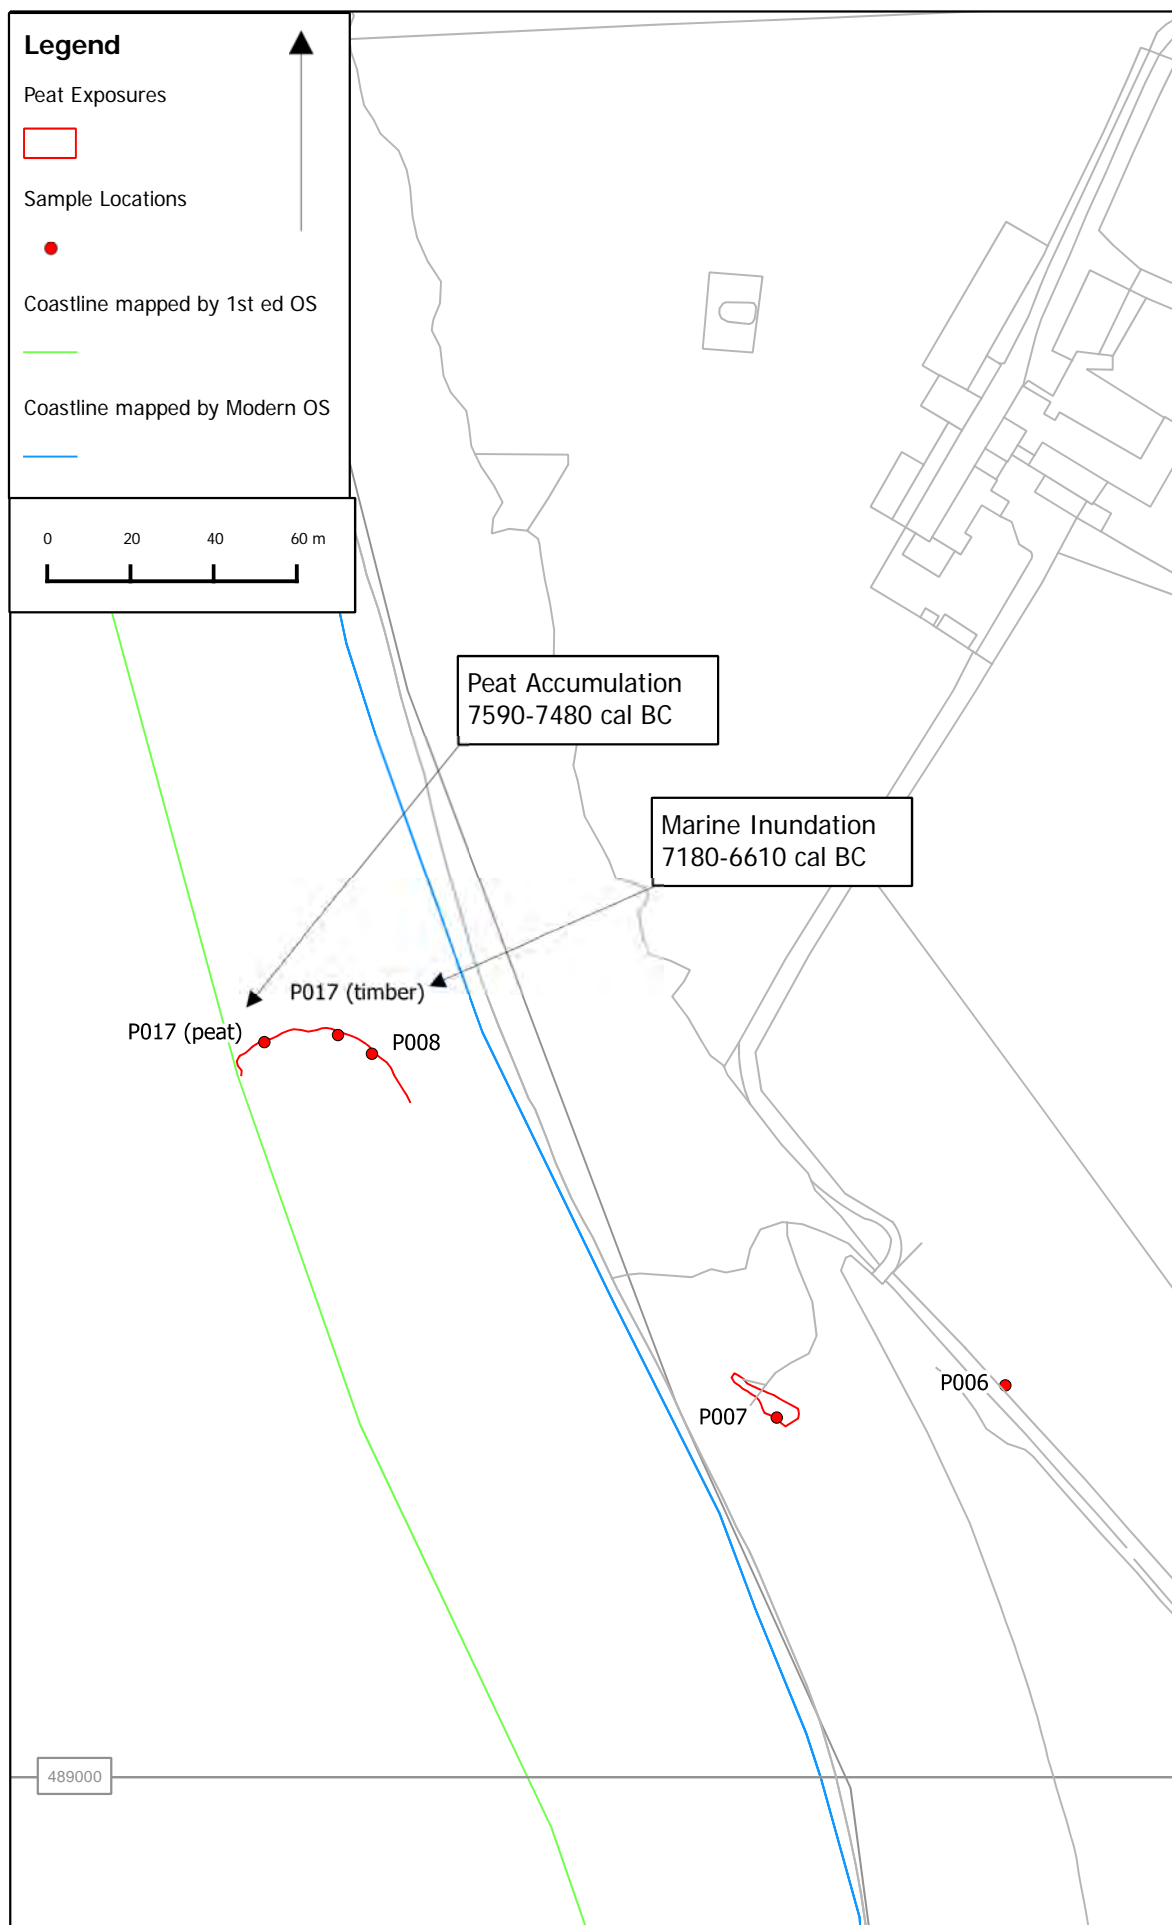 Legend
Peat Exposures
Sample Locations
Coastline mapped by 1st ed OS
Coastline mapped by Modern OS
0 20 40 60 m
Peat Accumulation
7590-7480 cal BC
Marine Inundation
7180-6610 cal BC
P017 (timber)
P017 (peat)
P008
P006
P007
489000